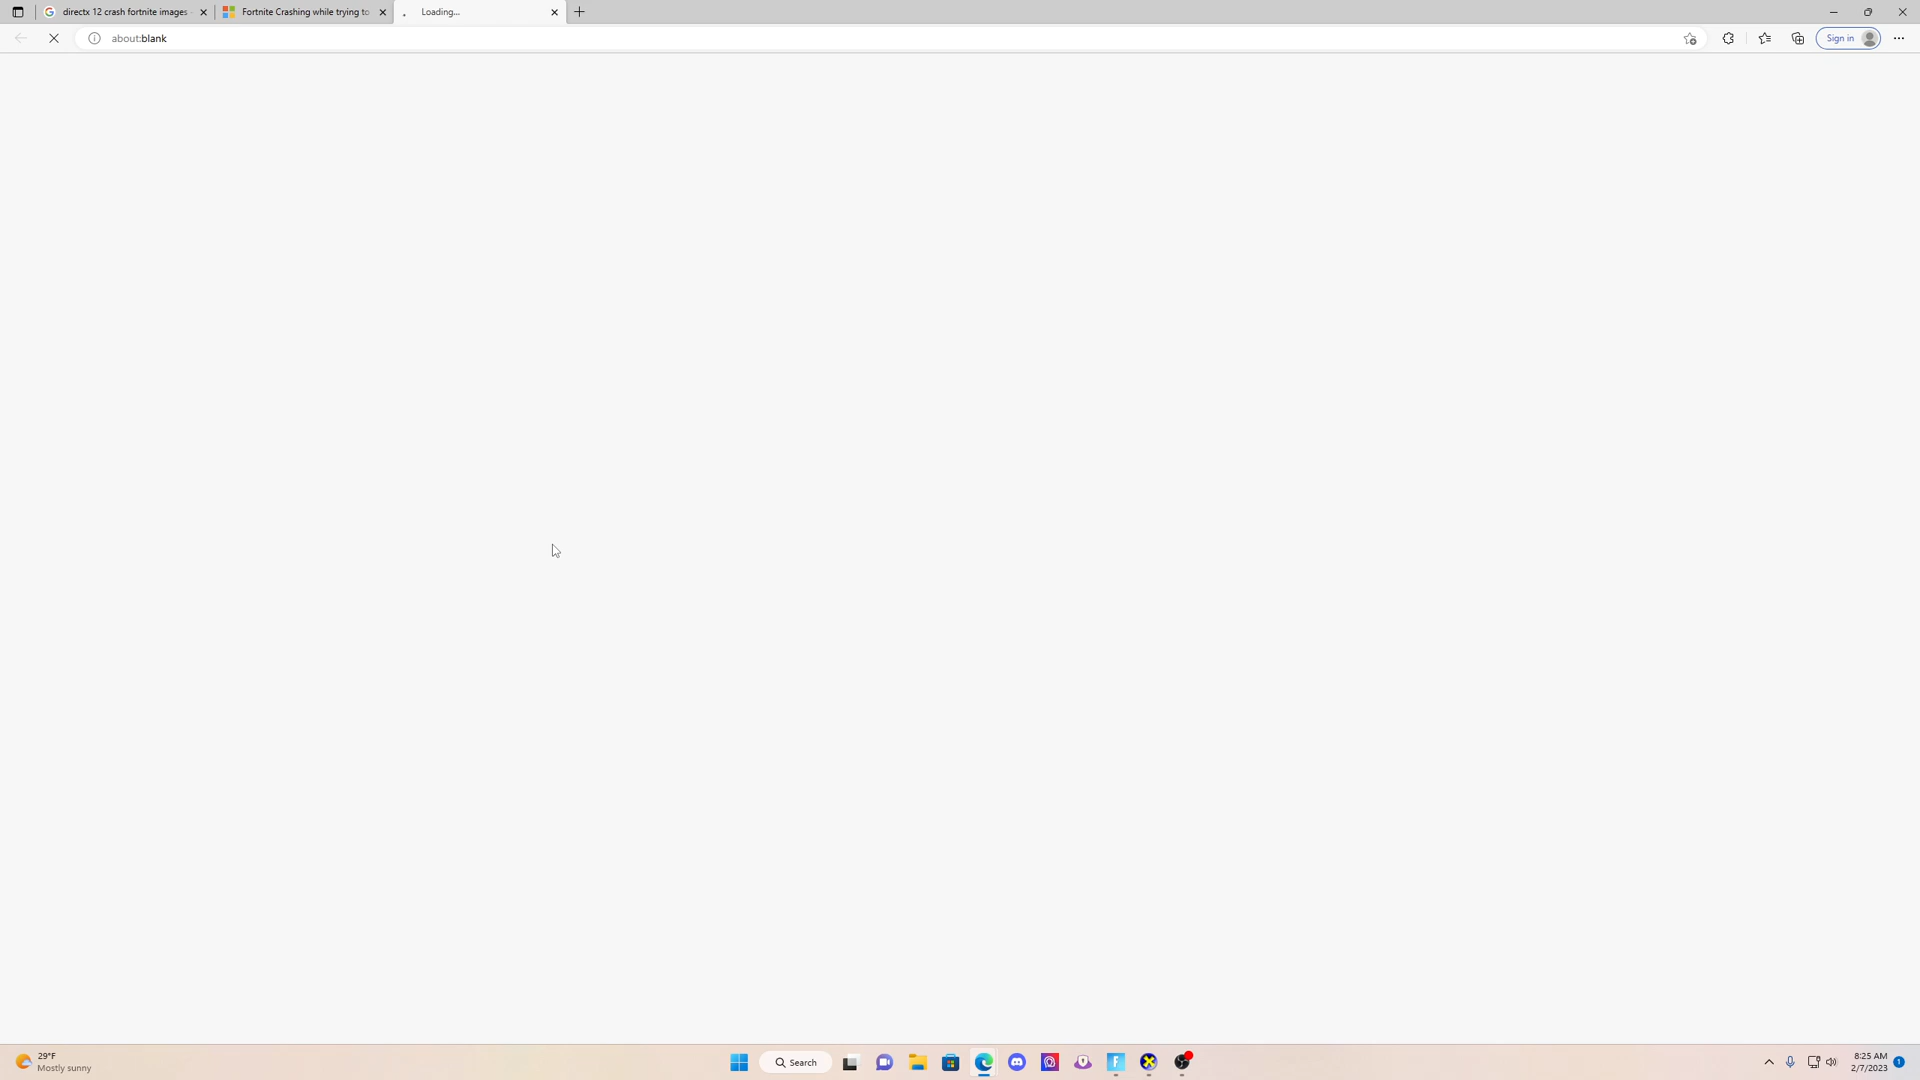 directx 12 crash fortnite images
Fortnite Crashing while trying to
Loading...
about:blank
Sign in
29°F
Mostly sunny
Search
8:25 AM
2/7/2023
1